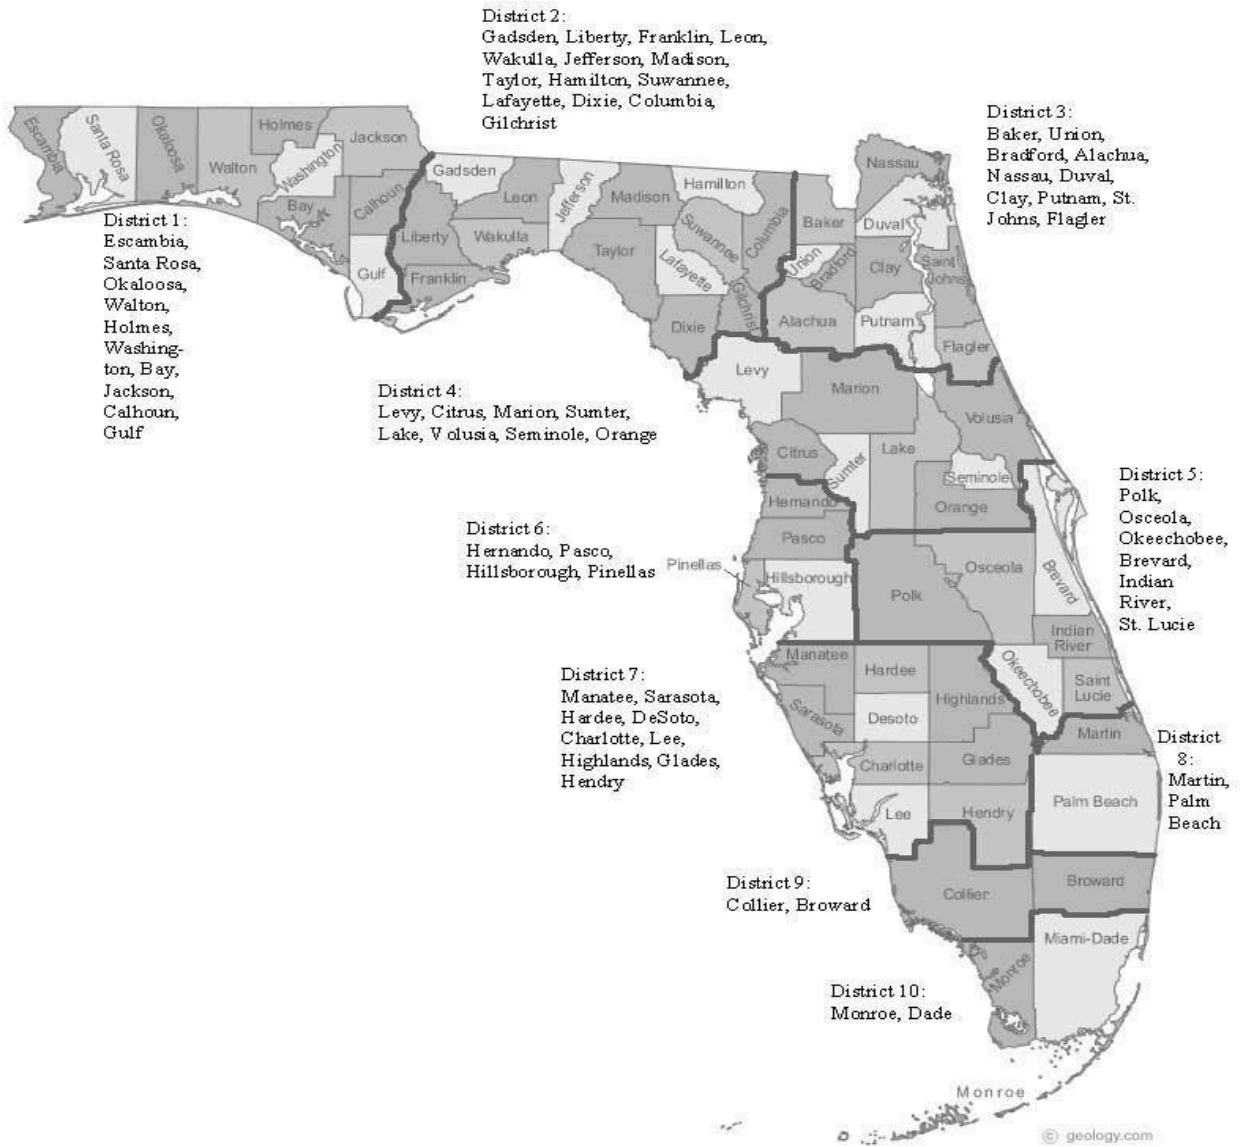 District 2:
Gadsden, Liberty, Franklin, Leon,
Wakulla, Jefferson, Madison,
Taylor, Hamilton, Suwannee,
Lafayette, Dixie, Columbia,
Gilchrist
District 3:
Baker, Union,
Bradford, Alachua,
Nassau, Duval,
Clay, Putnam, St.
Johns, Flagler
District 1:
Escambia,
Santa Rosa,
Okaloosa,
Walton,
Holmes,
Washing-
ton, Bay,
Jackson,
Calhoun,
Gulf
District 4:
Levy, Citrus, Marion, Sumter,
Lake, Volusia, Seminole, Orange
District 5:
Polk,
Osceola,
Okeechobee,
Brevard,
Indian
River,
St. Lucie
District 6:
Hernando, Pasco,
Hillsborough, Pinellas
District 7:
Manatee, Sarasota,
Hardee, DeSoto,
Charlotte, Lee,
Highlands, Glades,
Hendry
District
8:
Martin,
Palm
Beach
District 9:
Collier, Broward
District 10:
Monroe, Dade
Escambia
Santa Rosa
Okaloosa
Walton
Holmes
Washington
Jackson
Bay
Calhoun
Gulf
Gadsden
Liberty
Franklin
Leon
Wakulla
Jefferson
Madison
Taylor
Hamilton
Suwannee
Lafayette
Dixie
Columbia
Gilchrist
Baker
Union
Bradford
Alachua
Nassau
Duval
Clay
Putnam
Saint
Johns
Flagler
Levy
Marion
Volusia
Citrus
Sumter
Lake
Seminole
Orange
Hernando
Pasco
Pinellas
Hillsborough
Polk
Osceola
Brevard
Indian
River
Okeechobee
Saint
Lucie
Manatee
Hardee
Highlands
Sarasota
Desoto
Charlotte
Glades
Lee
Hendry
Martin
Palm Beach
Collier
Broward
Monroe
Miami-Dade
Monroe
© geology.com